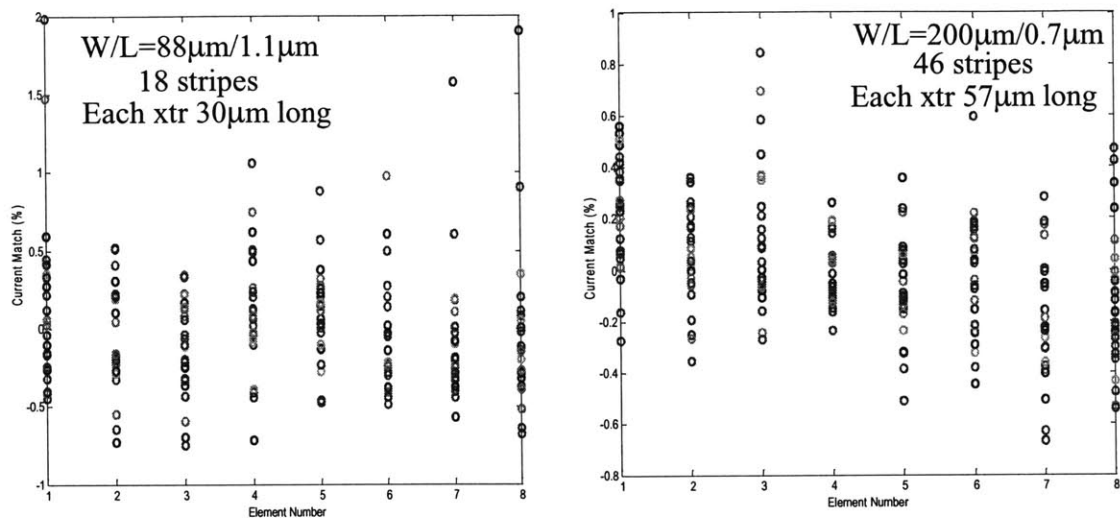 2
W/L=88μm/1.1μm
18 stripes
Each xtr 30μm long
1.5
1
0.5
0
-0.5
-1
Current Match (%)
1 2 3 4 5 6 7 8
Element Number
1
W/L=200μm/0.7μm
46 stripes
Each xtr 57μm long
0.8
0.6
0.4
0.2
0
-0.2
-0.4
-0.6
-0.8
Current Match (%)
1 2 3 4 5 6 7 8
Element Number